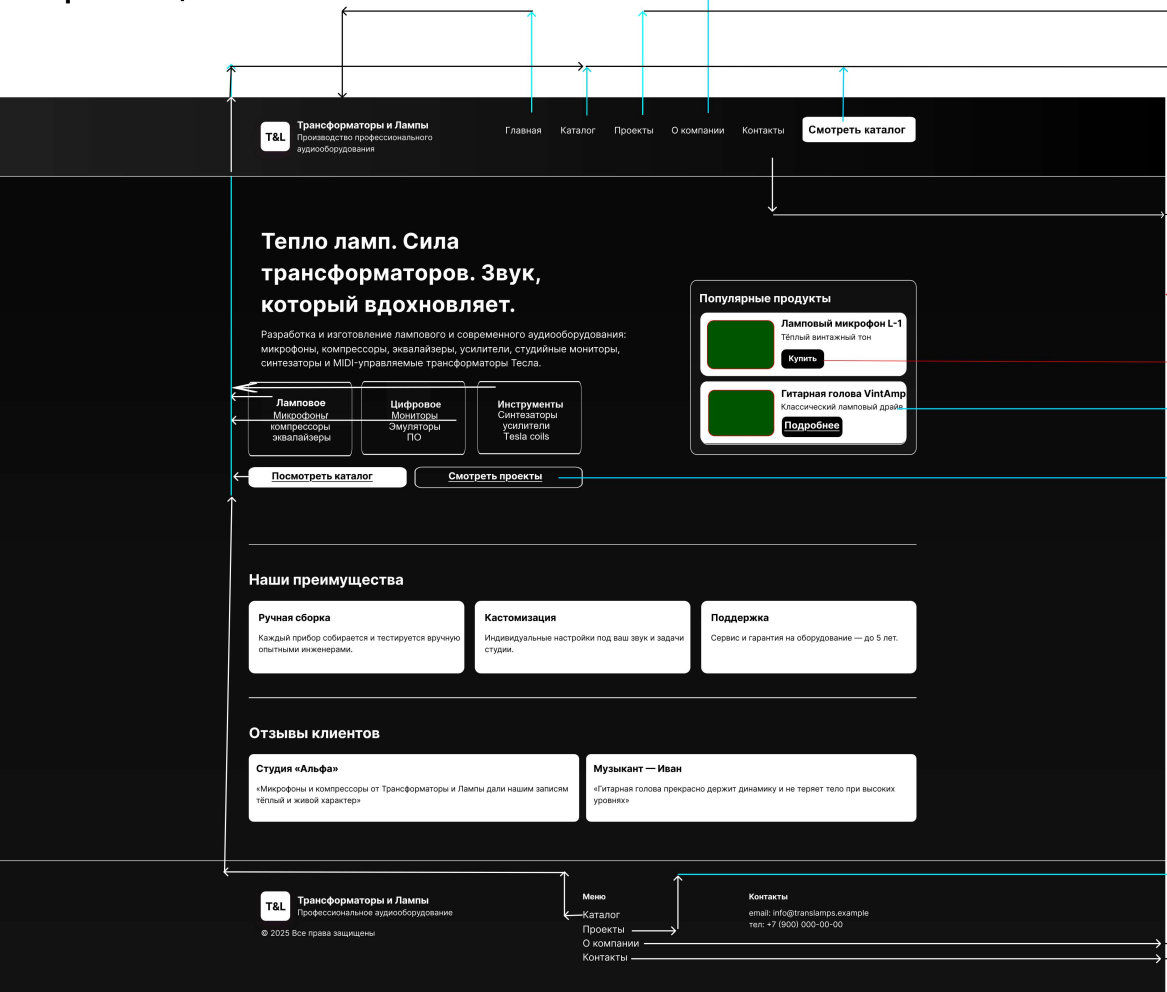 T&L
Трансформаторы и Лампы
Производство профессионального
аудиооборудования
Главная
Каталог
Проекты
О компании
Контакты
Смотреть каталог
Тепло ламп. Сила
трансформаторов. Звук,
который вдохновляет.
Разработка и изготовление лампового и современного аудиооборудования:
микрофоны, компрессоры, эквалайзеры, усилители, студийные мониторы,
синтезаторы и MIDI-управляемые трансформаторы Тесла.
Ламповое
Микрофоны
компрессоры
эквалайзеры
Цифровое
Мониторы
Эмуляторы
ПО
Инструменты
Синтезаторы
усилители
Tesla coils
Посмотреть каталог
Смотреть проекты
Популярные продукты
Ламповый микрофон L-1
Тёплый винтажный тон
Купить
Гитарная голова VintAmp
Классический ламповый драйв
Подробнее
Наши преимущества
Ручная сборка
Каждый прибор собирается и тестируется вручную
опытными инженерами.
Кастомизация
Индивидуальные настройки под ваш звук и задачи
студии.
Поддержка
Сервис и гарантия на оборудование — до 5 лет.
Отзывы клиентов
Студия «Альфа»
«Микрофоны и компрессоры от Трансформаторы и Лампы дали нашим записям
тёплый и живой характер»
Музыкант — Иван
«Гитарная голова прекрасно держит динамику и не теряет тело при высоких
уровнях»
T&L
Трансформаторы и Лампы
Профессиональное аудиооборудование
© 2025 Все права защищены
Меню
Каталог
Проекты
О компании
Контакты
Контакты
email: info@translamps.example
тел: +7 (900) 000-00-00